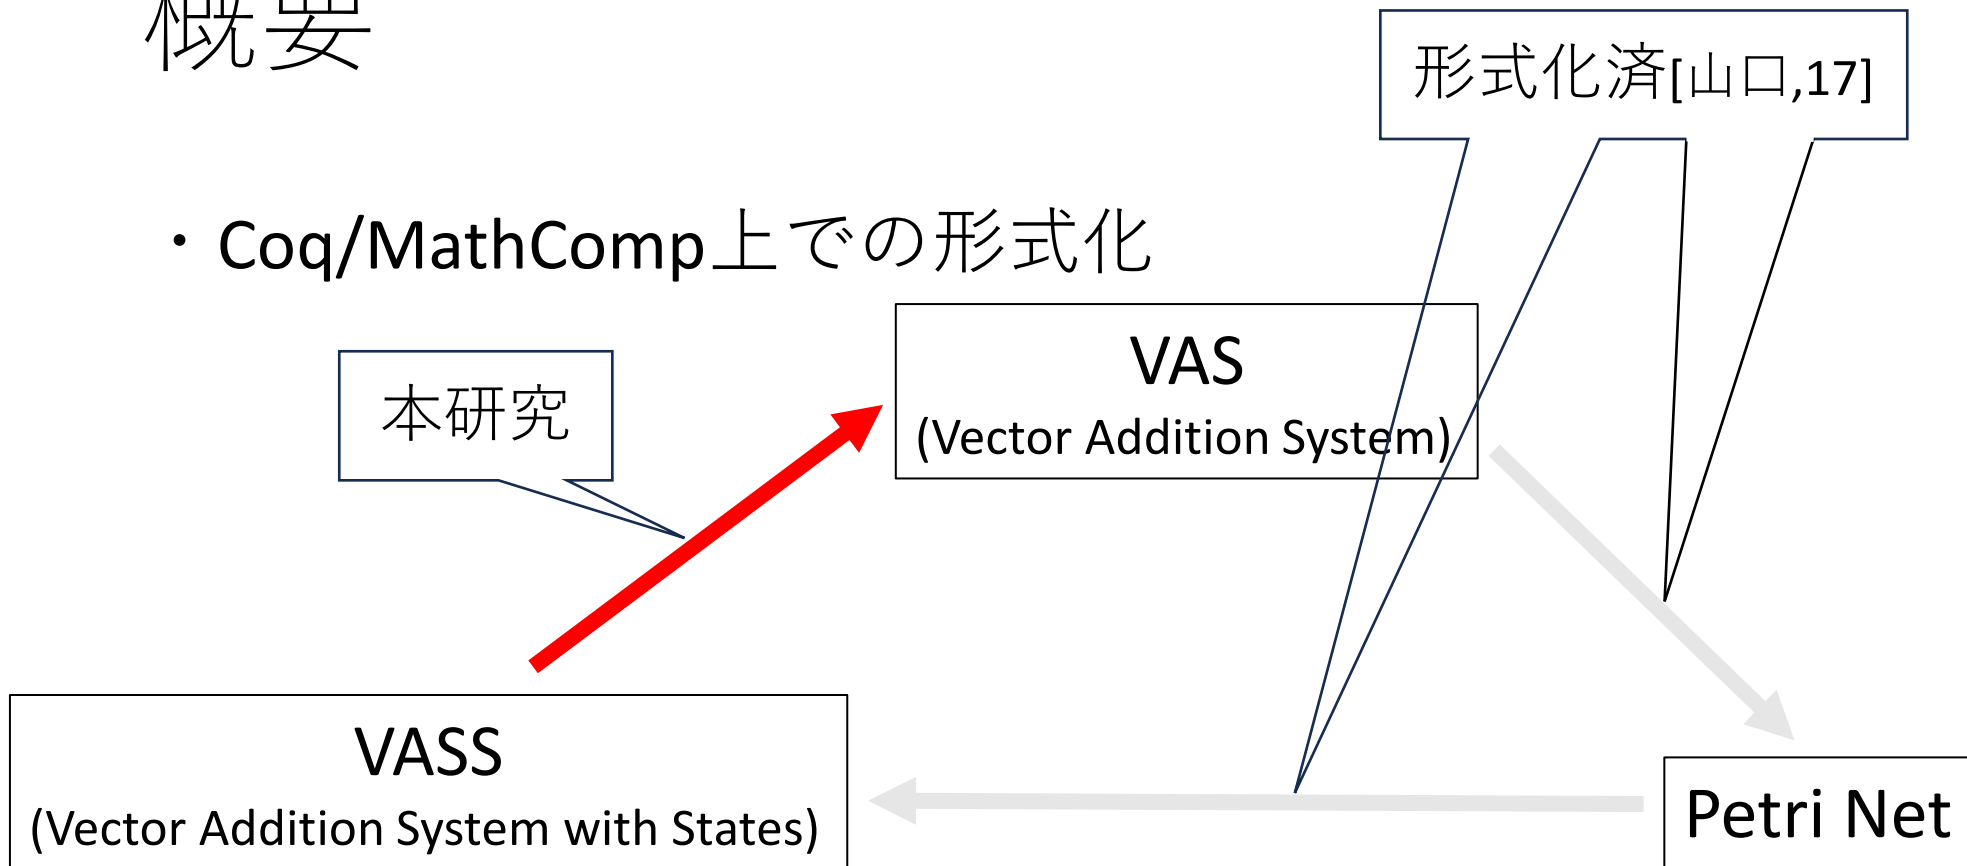 概要
形式化済[山口,17]
・Coq/MathComp上での形式化
VAS
(Vector Addition System)
本研究
VASS
(Vector Addition System with States)
Petri Net